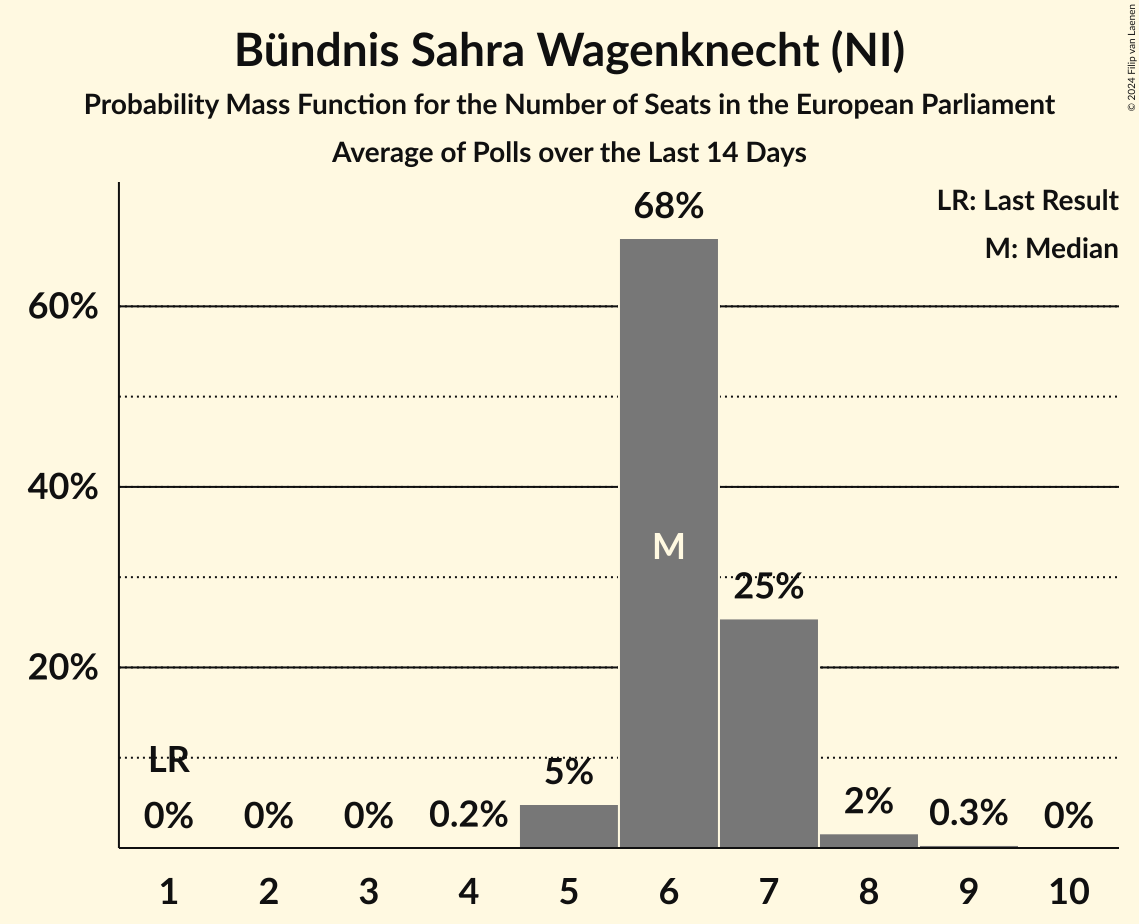 Bündnis Sahra Wagenknecht (NI)
Probability Mass Function for the Number of Seats in the European Parliament
Average of Polls over the Last 14 Days
© 2024 Filip van Laenen
LR: Last Result
M: Median
68%
60%
40%
M
25%
20%
LR
5%
0% 0% 0% 0.2% 2% 0.3% 0%
1 2 3 4 5 6 7 8 9 10